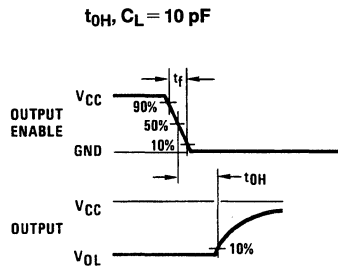 t0H, CL = 10 pF
tf
VCC
90%
OUTPUT
ENABLE
50%
10%
GND
t0H
VCC
OUTPUT
10%
VOL